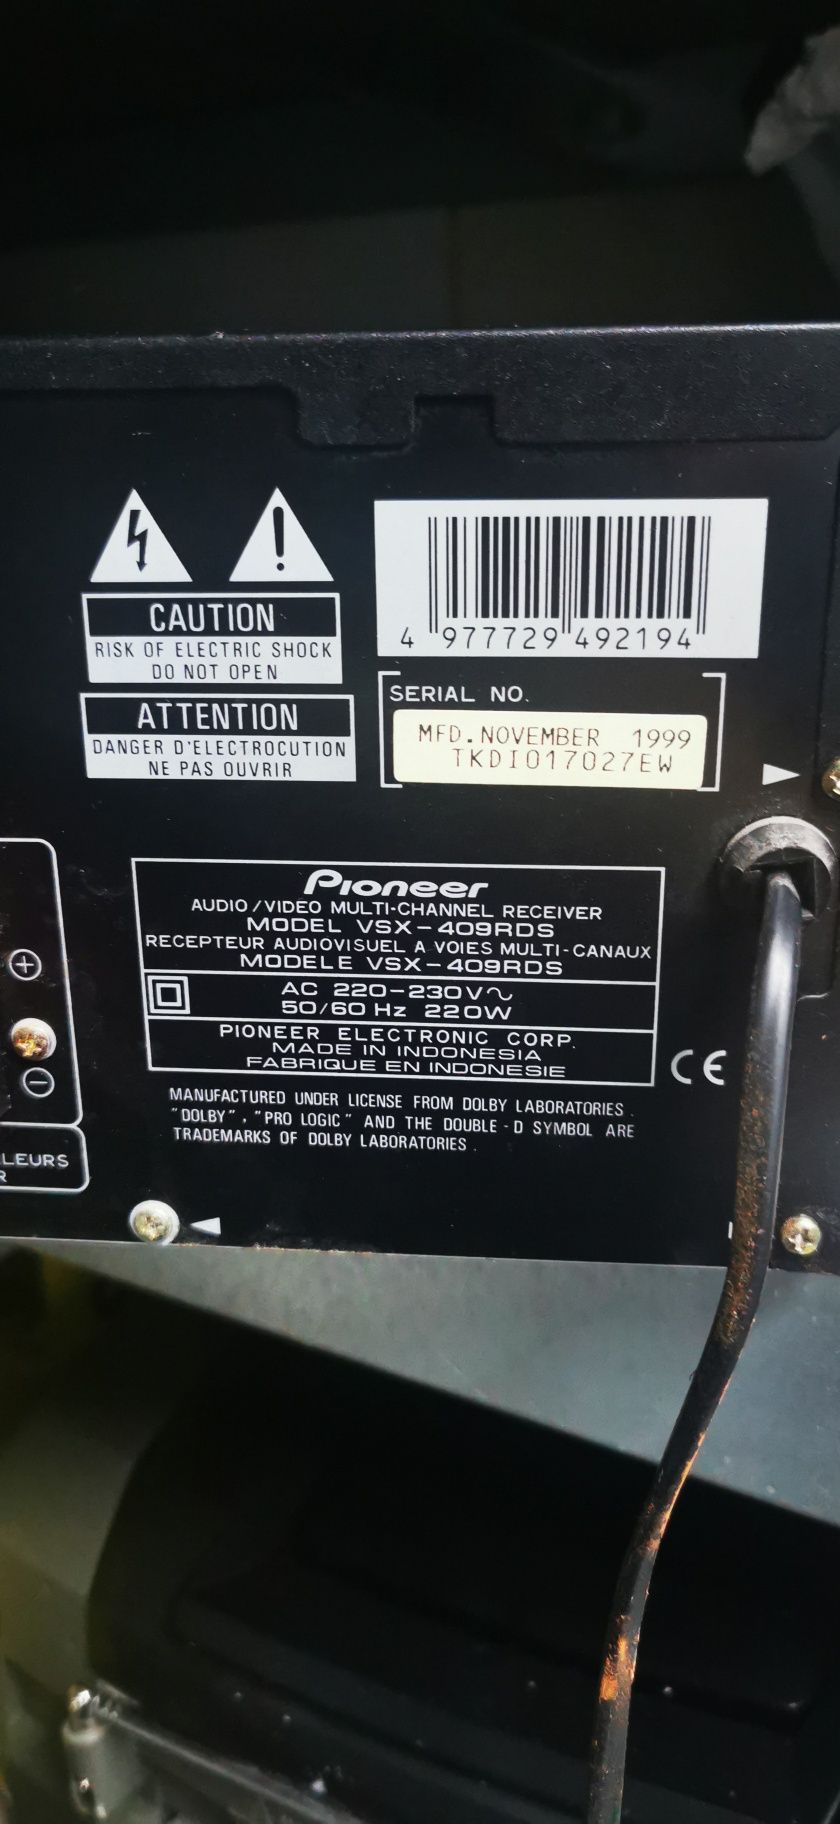 CAUTION
RISK OF ELECTRIC SHOCK
DO NOT OPEN
ATTENTION
DANGER D'ELECTROCUTION
NE PAS OUVRIR
4 977729 492194
SERIAL NO.
MFD.NOVEMBER 1999
TKDI017027EW
Pioneer
AUDIO/VIDEO MULTI-CHANNEL RECEIVER
MODEL VSX-409RDS
RECEPTEUR AUDIOVISUEL A VOIES MULTI-CANAUX
MODELE VSX-409RDS
AC 220-230V~
50/60 Hz 220W
PIONEER ELECTRONIC CORP.
MADE IN INDONESIA
FABRIQUE EN INDONESIE
CE
MANUFACTURED UNDER LICENSE FROM DOLBY LABORATORIES.
"DOLBY", "PRO LOGIC" AND THE DOUBLE-D SYMBOL ARE
TRADEMARKS OF DOLBY LABORATORIES.
+
−
LEURS
R